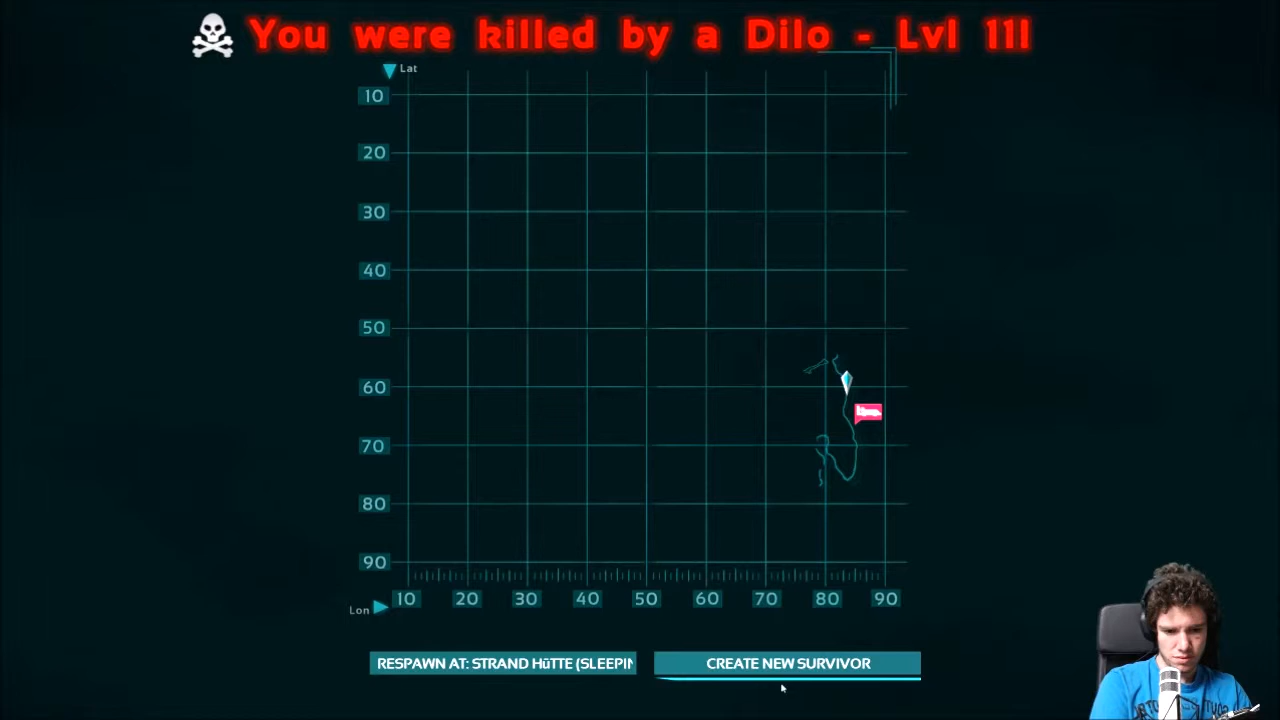 You were killed by a Dilo - Lvl 111
Lat
10
20
30
40
50
60
70
80
90
Lon
10 20 30 40 50 60 70 80 90
RESPAWN AT: STRAND HüTTE (SLEEPIN
CREATE NEW SURVIVOR